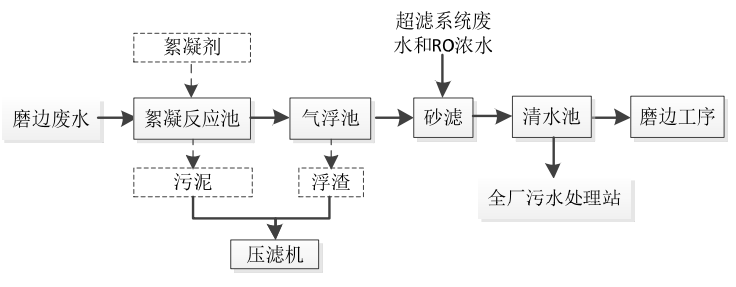 絮凝剂
超滤系统废
水和RO浓水
磨边废水
絮凝反应池
气浮池
砂滤
清水池
磨边工序
污泥
浮渣
全厂污水处理站
压滤机